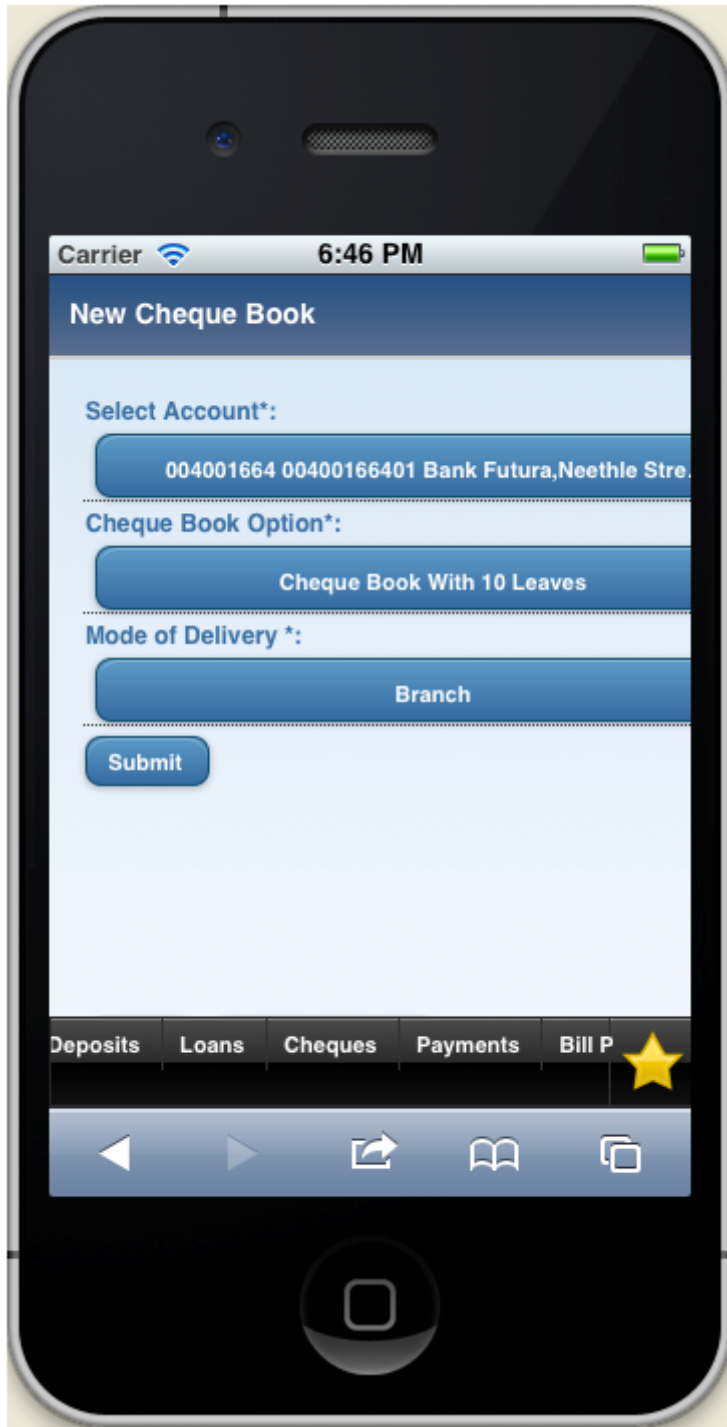 Carrier 6:46 PM
New Cheque Book
Select Account*:
004001664 00400166401 Bank Futura,Neethle Stre.
Cheque Book Option*:
Cheque Book With 10 Leaves
Mode of Delivery *:
Branch
Submit
Deposits Loans Cheques Payments Bill P